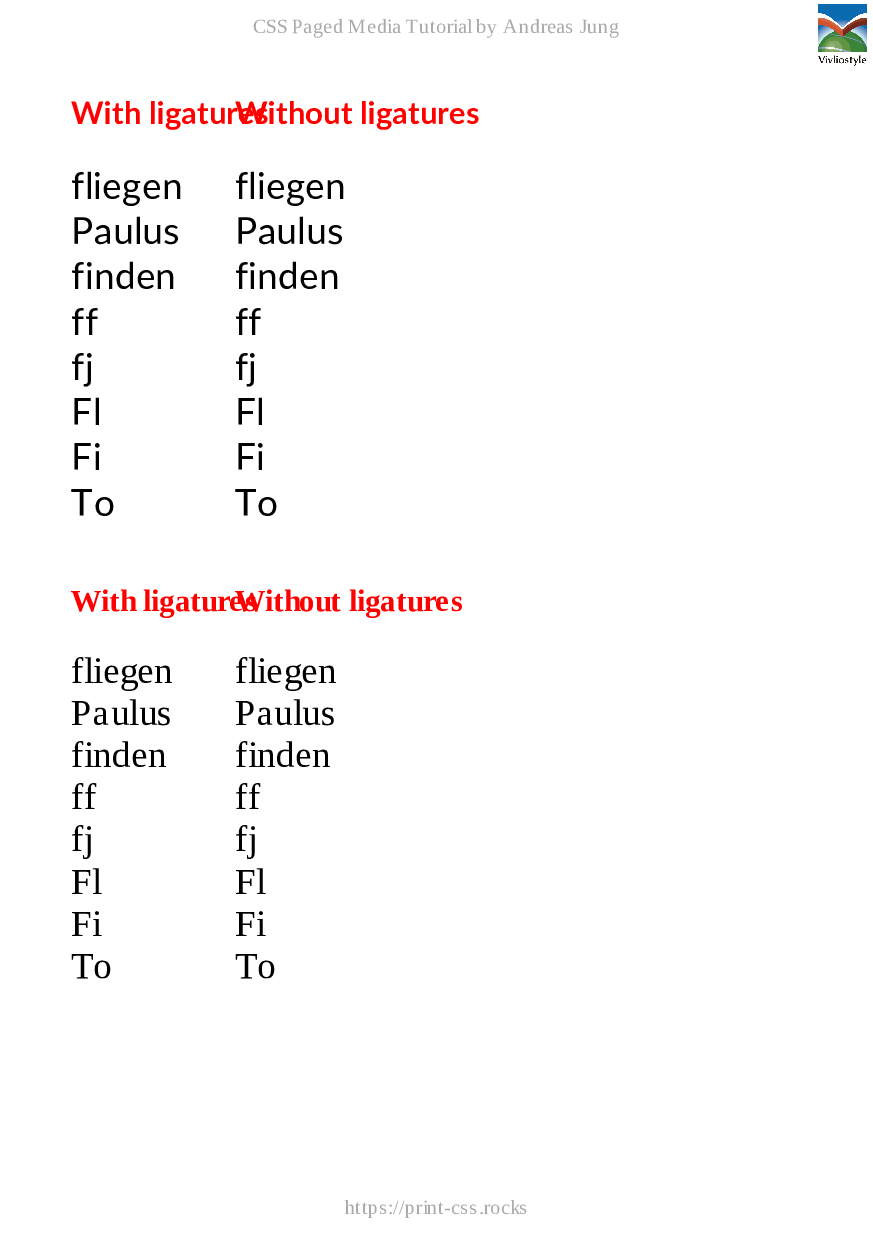 CSS Paged Media Tutorial by Andreas Jung
Vivliostyle
With ligatures Without ligatures
fliegen fliegen
Paulus Paulus
finden finden
ff ff
fj fj
Fl Fl
Fi Fi
To To
With ligatures Without ligatures
fliegen fliegen
Paulus Paulus
finden finden
ff ff
fj fj
Fl Fl
Fi Fi
To To
https://print-css.rocks